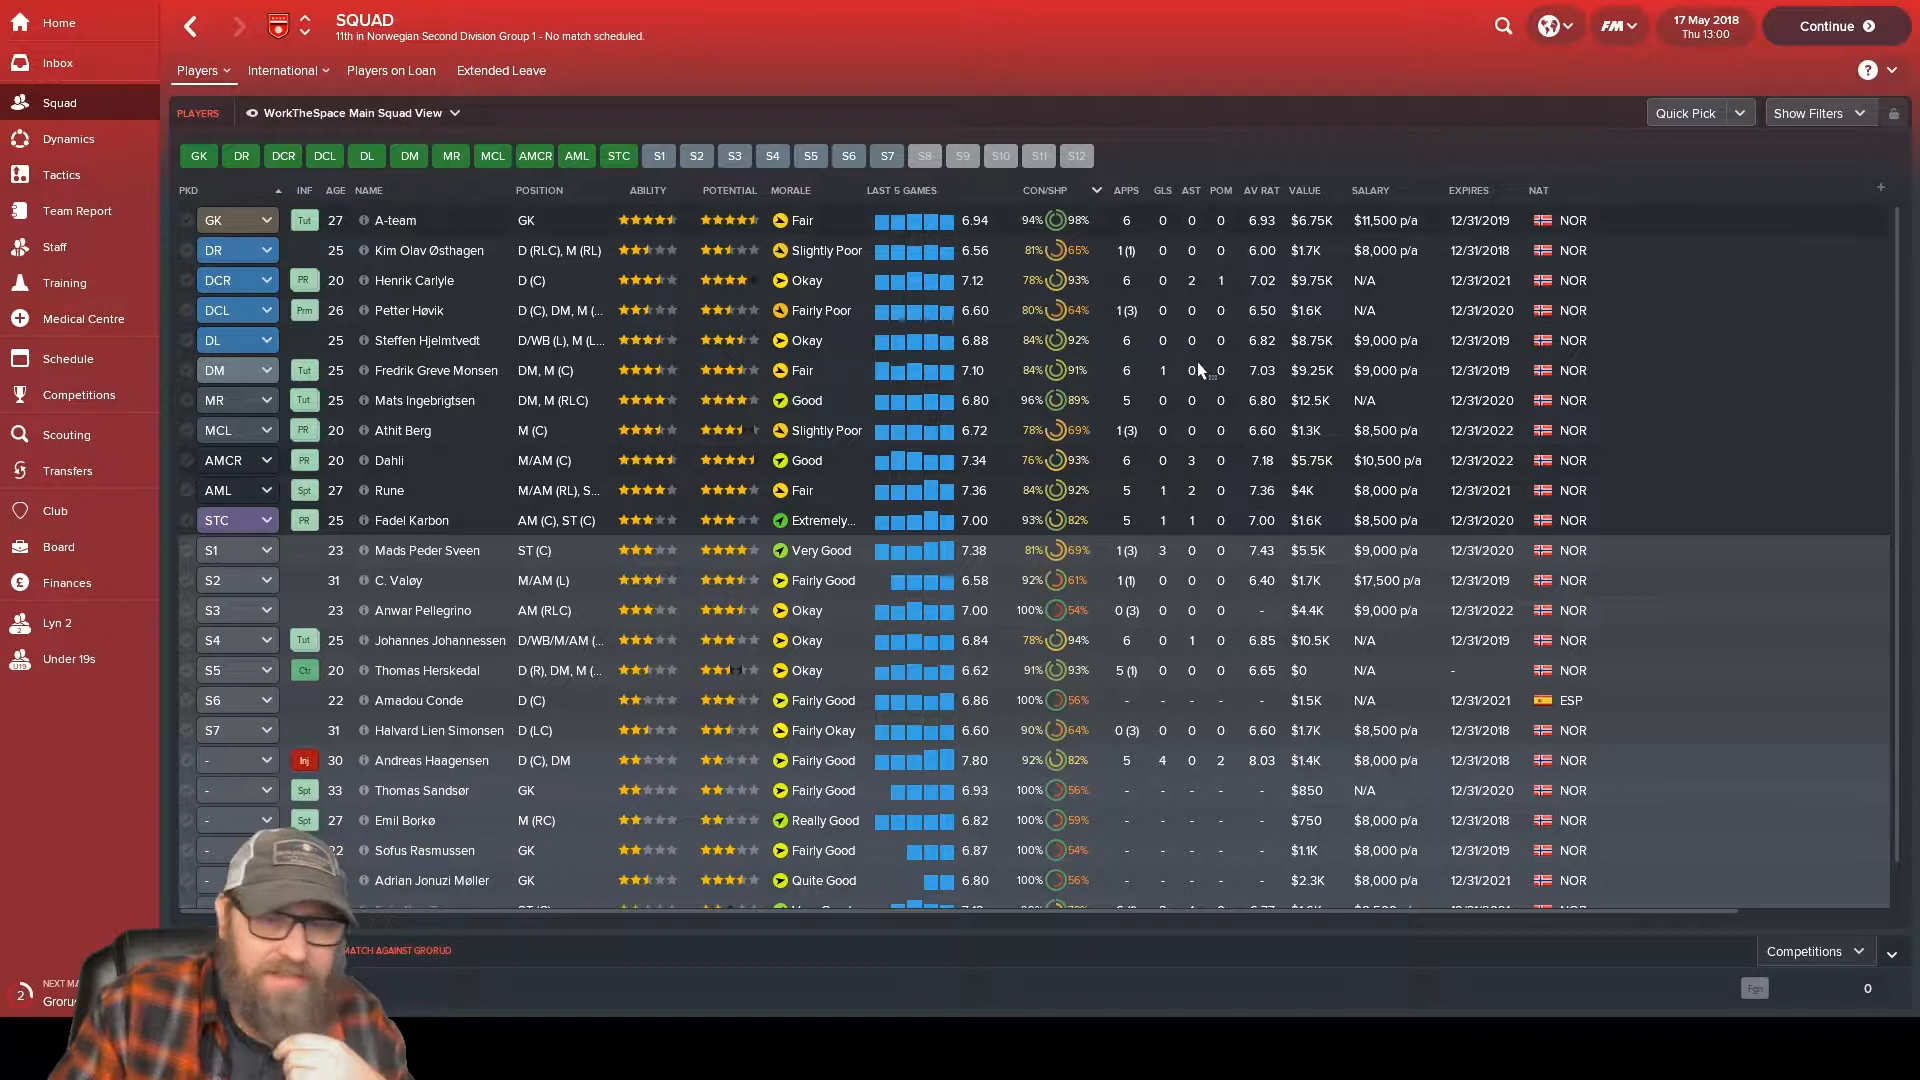 Home
Inbox
Squad
Dynamics
Tactics
Team Report
Staff
Training
Medical Centre
Schedule
Competitions
Scouting
Transfers
Club
Board
Finances
Lyn 2
Under 19s
2 NEXT MA
Groru
SQUAD
11th in Norwegian Second Division Group 1 - No match scheduled.
FM
17 May 2018
Thu 13:00
Continue
Players International Players on Loan Extended Leave
PLAYERS WorkTheSpace Main Squad View Quick Pick Show Filters
GK DR DCR DCL DL DM MR MCL AMCR AML STC S1 S2 S3 S4 S5 S6 S7 S8 S9 S10 S11 S12
PKD INF AGE NAME POSITION ABILITY POTENTIAL MORALE LAST 5 GAMES CON/SHP APPS GLS AST POM AV RAT VALUE SALARY EXPIRES NAT
GK Tut 27 A-team GK Fair 6.94 94% 98% 6 0 0 0 6.93 $6.75K $11,500 p/a 12/31/2019 NOR
DR 25 Kim Olav Østhagen D (RLC), M (RL) Slightly Poor 6.56 81% 65% 1 (1) 0 0 0 6.00 $1.7K $8,000 p/a 12/31/2018 NOR
DCR PR 20 Henrik Carlyle D (C) Okay 7.12 78% 93% 6 0 2 1 7.02 $9.75K N/A 12/31/2021 NOR
DCL Prm 26 Petter Høvik D (C), DM, M (... Fairly Poor 6.60 80% 64% 1 (3) 0 0 0 6.50 $1.6K N/A 12/31/2020 NOR
DL 25 Steffen Hjelmtvedt D/WB (L), M (L... Okay 6.88 84% 92% 6 0 0 0 6.82 $8.75K $9,000 p/a 12/31/2019 NOR
DM Tut 25 Fredrik Greve Monsen DM, M (C) Fair 7.10 84% 91% 6 1 0 0 7.03 $9.25K $9,000 p/a 12/31/2019 NOR
MR Tut 25 Mats Ingebrigtsen DM, M (RLC) Good 6.80 96% 89% 5 0 0 0 6.80 $12.5K N/A 12/31/2020 NOR
MCL PR 20 Athit Berg M (C) Slightly Poor 6.72 78% 69% 1 (3) 0 0 0 6.60 $1.3K $8,500 p/a 12/31/2022 NOR
AMCR PR 20 Dahli M/AM (C) Good 7.34 76% 93% 6 0 3 0 7.18 $5.75K $10,500 p/a 12/31/2022 NOR
AML Spt 27 Rune M/AM (RL), S... Fair 7.36 84% 92% 5 1 2 0 7.36 $4K $8,000 p/a 12/31/2021 NOR
STC PR 25 Fadel Karbon AM (C), ST (C) Extremely... 7.00 93% 82% 5 1 1 0 7.00 $1.6K $8,500 p/a 12/31/2020 NOR
S1 23 Mads Peder Sveen ST (C) Very Good 7.38 81% 69% 1 (3) 3 0 0 7.43 $5.5K $9,000 p/a 12/31/2020 NOR
S2 31 C. Valøy M/AM (L) Fairly Good 6.58 92% 61% 1 (1) 0 0 0 6.40 $1.7K $17,500 p/a 12/31/2019 NOR
S3 23 Anwar Pellegrino AM (RLC) Okay 7.00 100% 54% 0 (3) 0 0 0 - $4.4K $9,000 p/a 12/31/2022 NOR
S4 Tut 25 Johannes Johannessen D/WB/M/AM (... Okay 6.84 78% 94% 6 0 1 0 6.85 $10.5K N/A 12/31/2019 NOR
S5 Ctr 20 Thomas Herskedal D (R), DM, M (... Okay 6.62 91% 93% 5 (1) 0 0 0 6.65 $0 N/A - NOR
S6 22 Amadou Conde D (C) Fairly Good 6.86 100% 56% - - - - - $1.5K N/A 12/31/2021 ESP
S7 31 Halvard Lien Simonsen D (LC) Fairly Okay 6.60 90% 64% 0 (3) 0 0 0 6.60 $1.7K $8,500 p/a 12/31/2018 NOR
- Inj 30 Andreas Haagensen D (C), DM Fairly Good 7.80 92% 82% 5 4 0 2 8.03 $1.4K $8,000 p/a 12/31/2018 NOR
- Spt 33 Thomas Sandsør GK Fairly Good 6.93 100% 56% - - - - - $850 N/A 12/31/2020 NOR
- Spt 27 Emil Borkø M (RC) Really Good 6.82 100% 59% - - - - - $750 $8,000 p/a 12/31/2018 NOR
- 22 Sofus Rasmussen GK Fairly Good 6.87 100% 54% - - - - - $1.1K $8,000 p/a 12/31/2019 NOR
- Adrian Jonuzi Møller GK Quite Good 6.80 100% 56% - - - - - $2.3K $8,000 p/a 12/31/2021 NOR
MATCH AGAINST GRORUD Competitions
Fgn 0